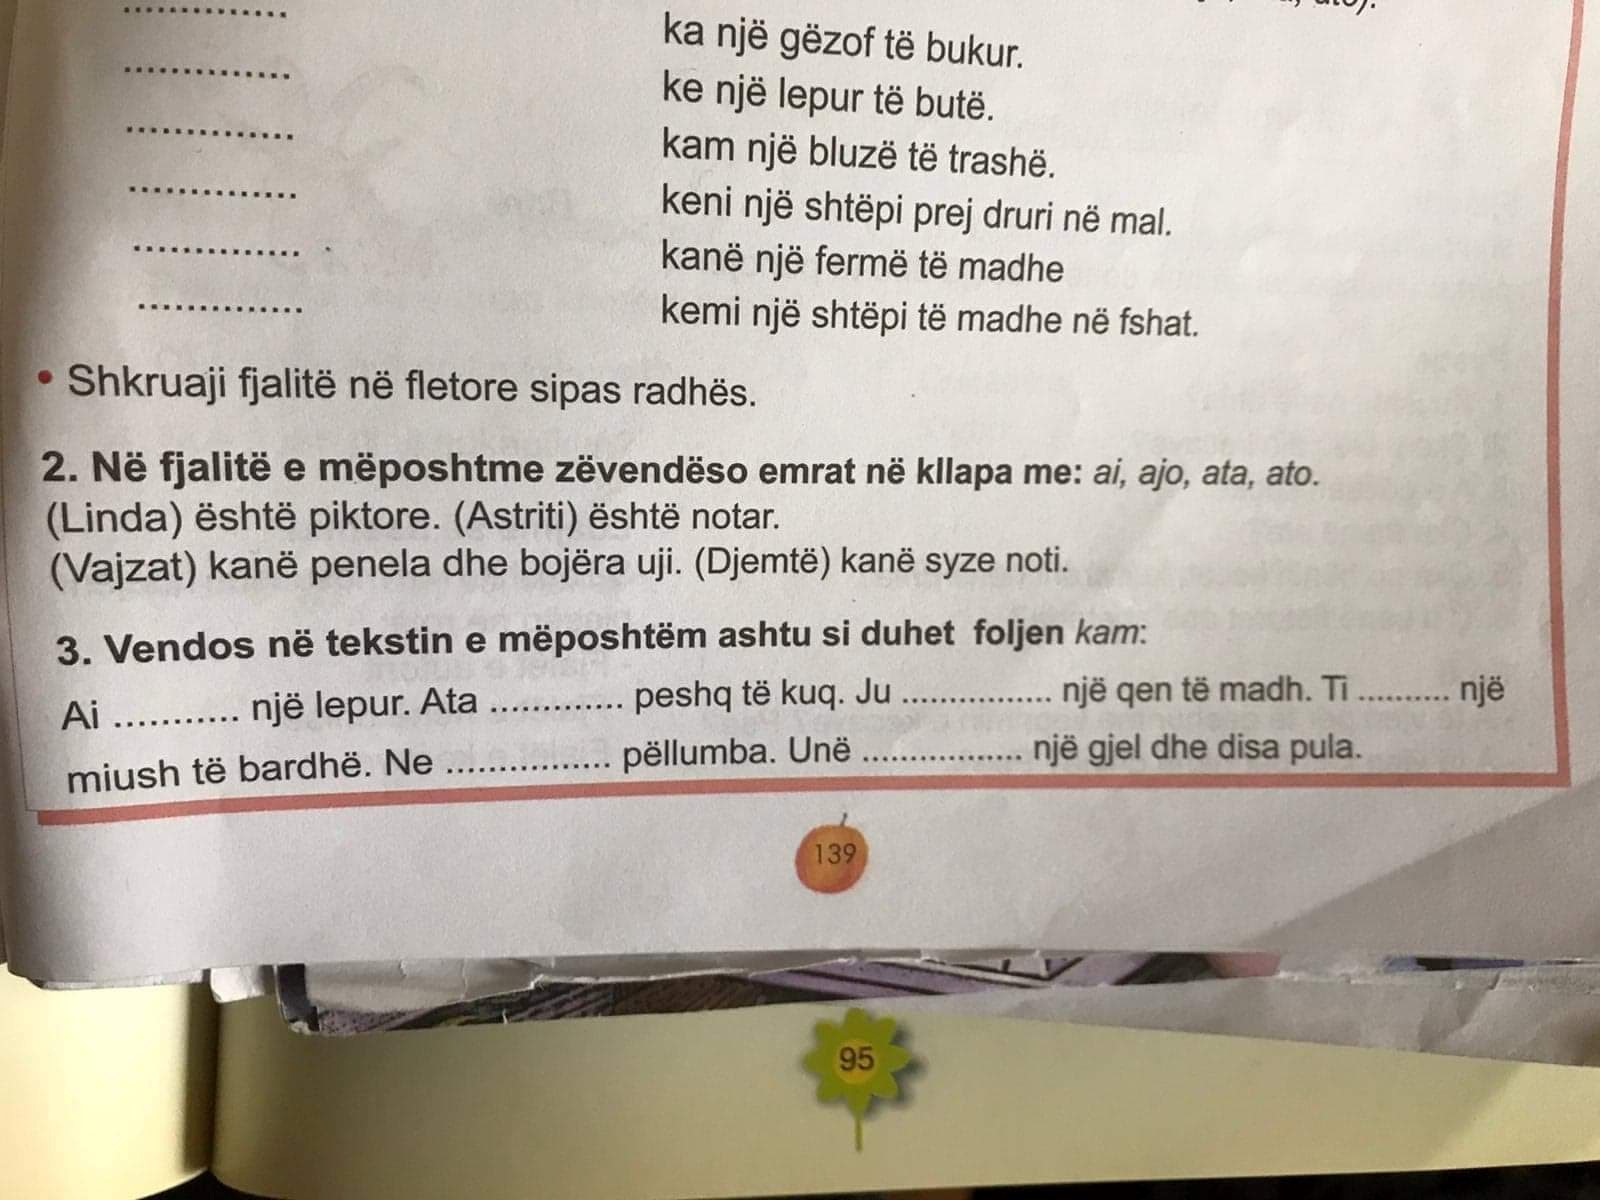 ato).
.............. ka një gëzof të bukur.
.............. ke një lepur të butë.
.............. kam një bluzë të trashë.
.............. keni një shtëpi prej druri në mal.
.............. kanë një fermë të madhe
.............. kemi një shtëpi të madhe në fshat.
• Shkruaji fjalitë në fletore sipas radhës.
2. Në fjalitë e mëposhtme zëvendëso emrat në kllapa me: ai, ajo, ata, ato.
(Linda) është piktore. (Astriti) është notar.
(Vajzat) kanë penela dhe bojëra uji. (Djemtë) kanë syze noti.
3. Vendos në tekstin e mëposhtëm ashtu si duhet foljen kam:
Ai ............ një lepur. Ata ............. peshq të kuq. Ju ................ një qen të madh. Ti .......... një
miush të bardhë. Ne ................ pëllumba. Unë ................. një gjel dhe disa pula.
139
95